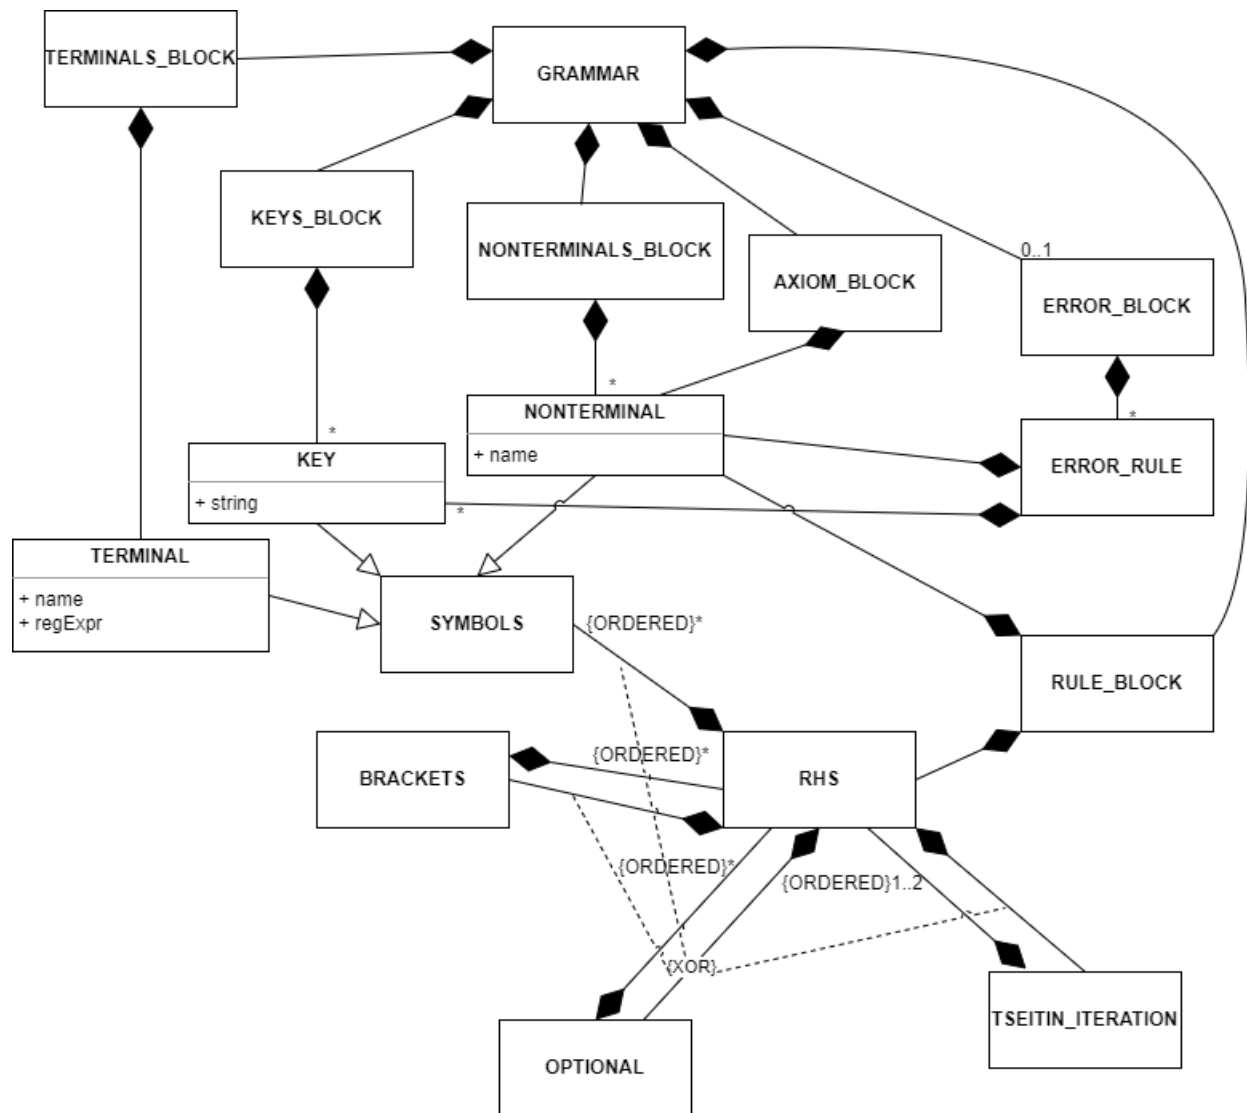 TERMINALS_BLOCK
GRAMMAR
KEYS_BLOCK
NONTERMINALS_BLOCK
AXIOM_BLOCK
0..1
ERROR_BLOCK
*
*
*
NONTERMINAL
+ name
KEY
+ string
*
ERROR_RULE
TERMINAL
+ name
+ regExpr
SYMBOLS
{ORDERED}*
RULE_BLOCK
BRACKETS
{ORDERED}*
RHS
{ORDERED}*
{ORDERED}1..2
{XOR}
TSEITIN_ITERATION
OPTIONAL